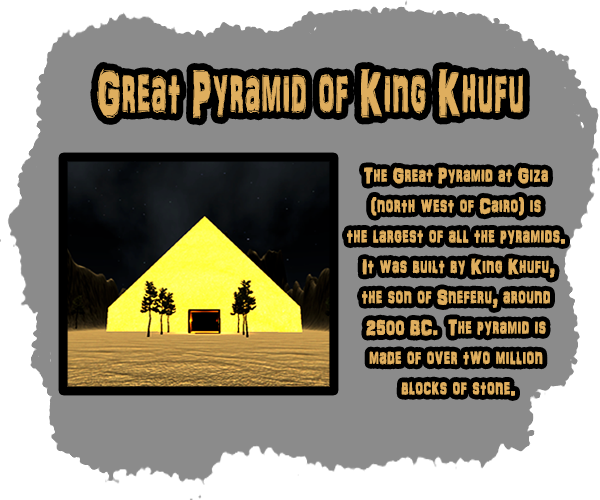 Great Pyramid of King Khufu
The Great Pyramid at Giza
(north west of Cairo) is
the largest of all the pyramids.
It was built by King Khufu,
the son of Sneferu, around
2500 BC. The pyramid is
made of over two million
blocks of stone.